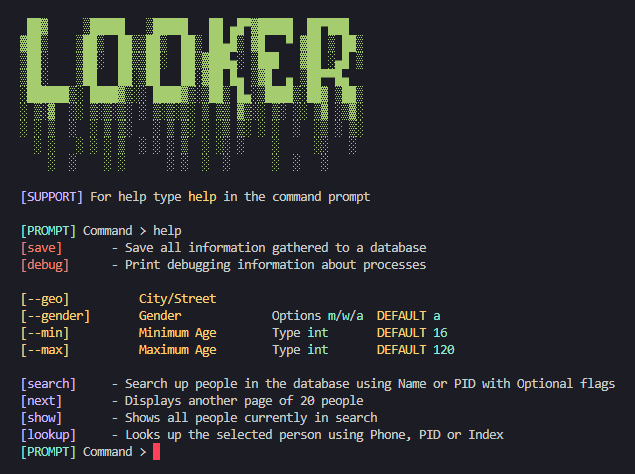 LOOKER
[SUPPORT] For help type help in the command prompt
[PROMPT] Command > help
[save] - Save all information gathered to a database
[debug] - Print debugging information about processes
[--geo] City/Street
[--gender] Gender Options m/w/a DEFAULT a
[--min] Minimum Age Type int DEFAULT 16
[--max] Maximum Age Type int DEFAULT 120
[search] - Search up people in the database using Name or PID with Optional flags
[next] - Displays another page of 20 people
[show] - Shows all people currently in search
[lookup] - Looks up the selected person using Phone, PID or Index
[PROMPT] Command >